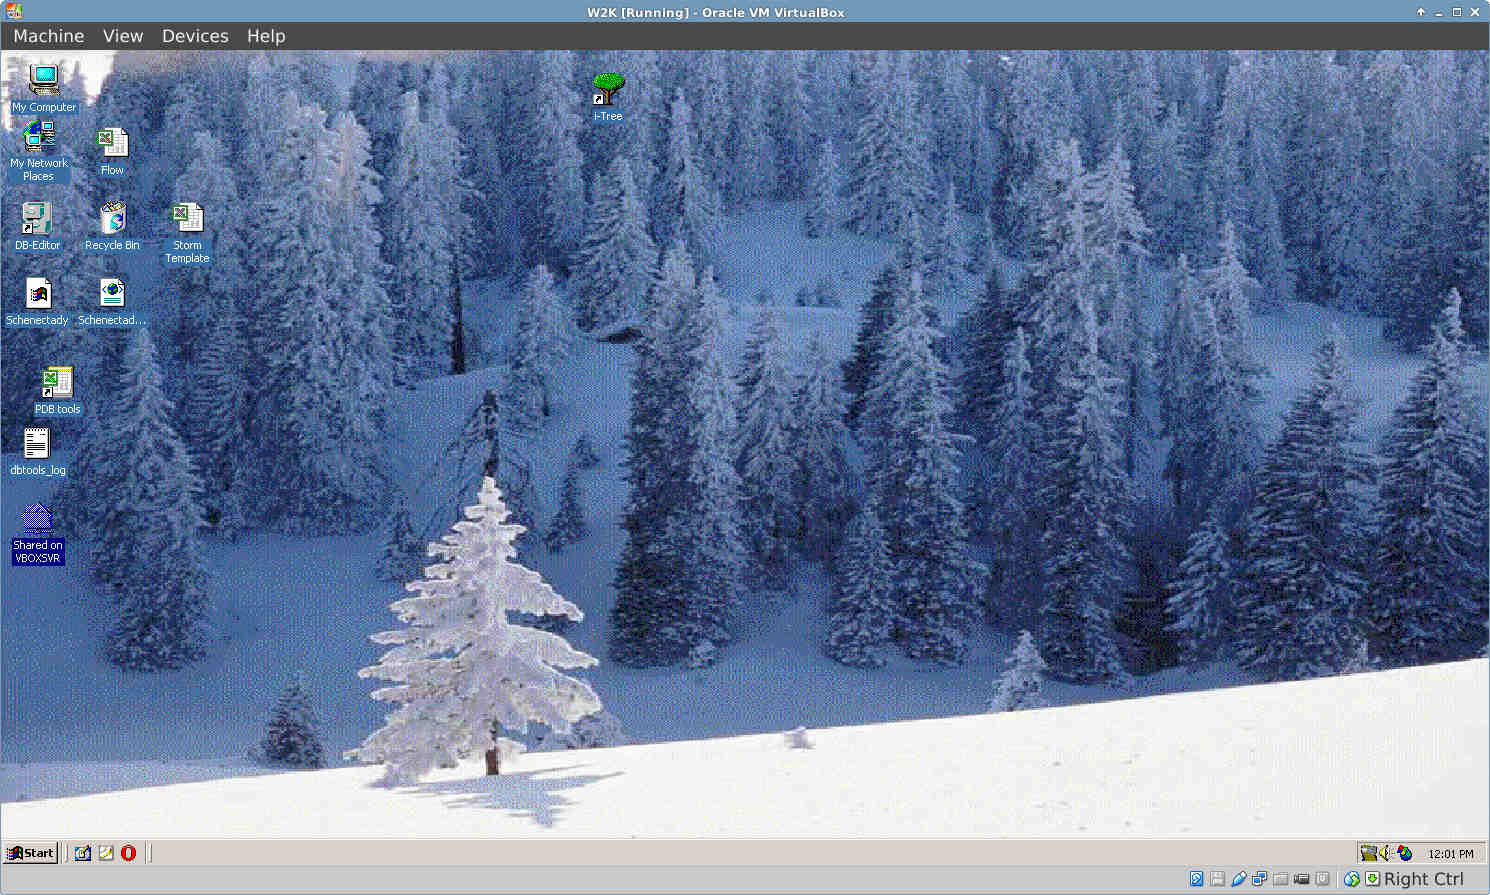 W2K [Running] - Oracle VM VirtualBox
Machine View Devices Help
My Computer
i-Tree
My Network
Places
Flow
DB-Editor
Recycle Bin
Storm
Template
Schenectady
Schenectad...
PDB tools
dbtools_log
Shared on
VBOXSVR
Start
12:01 PM
Right Ctrl